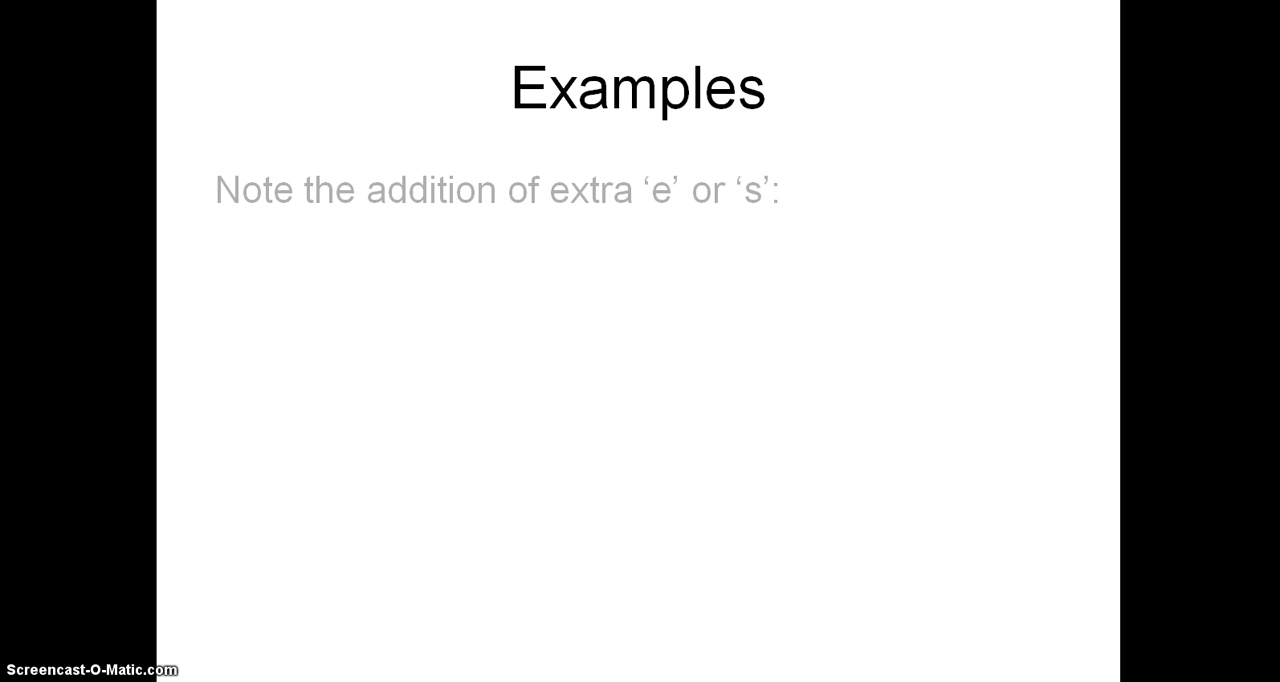 Examples
Note the addition of extra ‘e’ or ‘s’:
Screencast-O-Matic.com